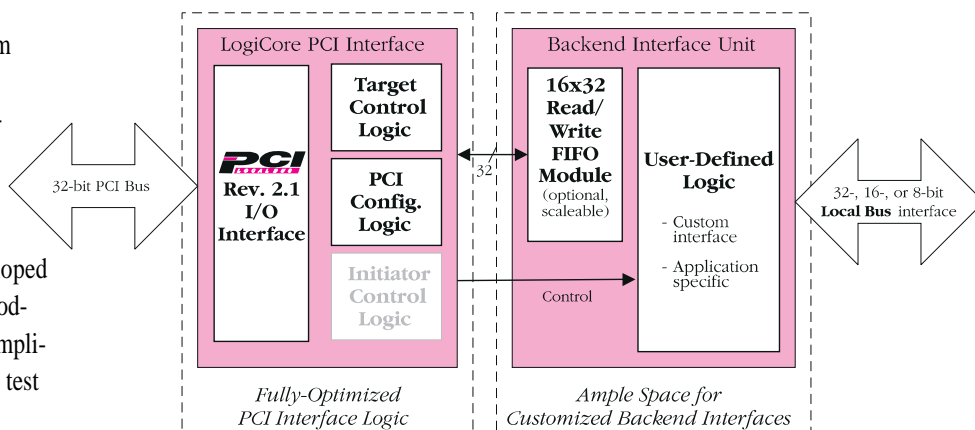 m
oped
od-
mpli-
test
32-bit PCI Bus
LogiCore PCI Interface
PCI
LOCAL BUS
Rev. 2.1
I/O
Interface
Target
Control
Logic
PCI
Config.
Logic
Initiator
Control
Logic
Fully-Optimized
PCI Interface Logic
32
Control
Backend Interface Unit
16x32
Read/
Write
FIFO
Module
(optional,
scaleable)
User-Defined
Logic
- Custom
interface
- Application
specific
Ample Space for
Customized Backend Interfaces
32-, 16-, or 8-bit
Local Bus interface